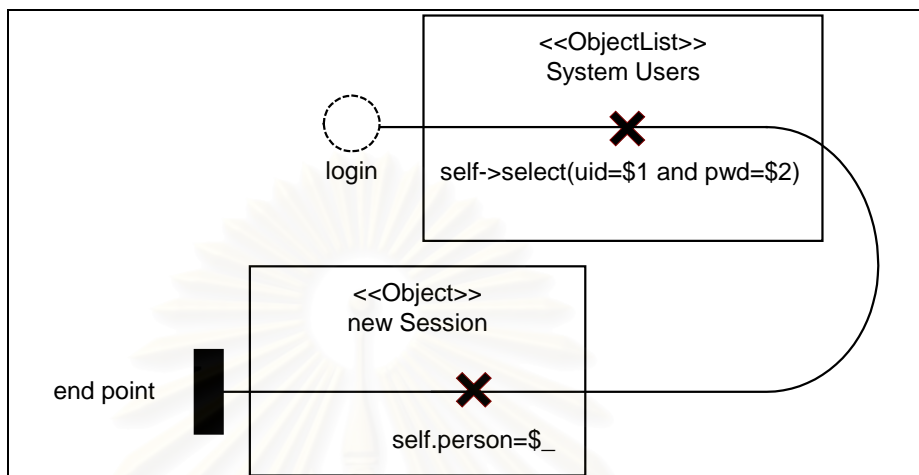 <<ObjectList>>
System Users
login
self->select(uid=$1 and pwd=$2)
<<Object>>
new Session
end point
self.person=$_